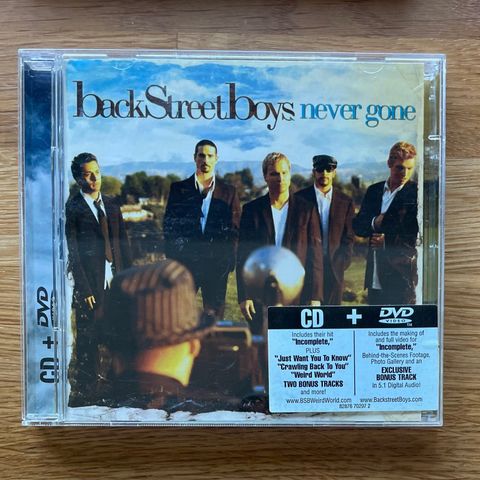 backStreetboys never gone
CD + DVD
CD + DVD
VIDEO
Includes their hit
"Incomplete,"
PLUS
"Just Want You To Know"
"Crawling Back To You"
"Weird World"
TWO BONUS TRACKS
and more!
www.BSBWeirdWorld.com
Includes the making of
and full video for
"Incomplete,"
Behind-the-Scenes Footage,
Photo Gallery and an
EXCLUSIVE
BONUS TRACK
in 5.1 Digital Audio!
www.BackstreetBoys.com
82876 70297 2